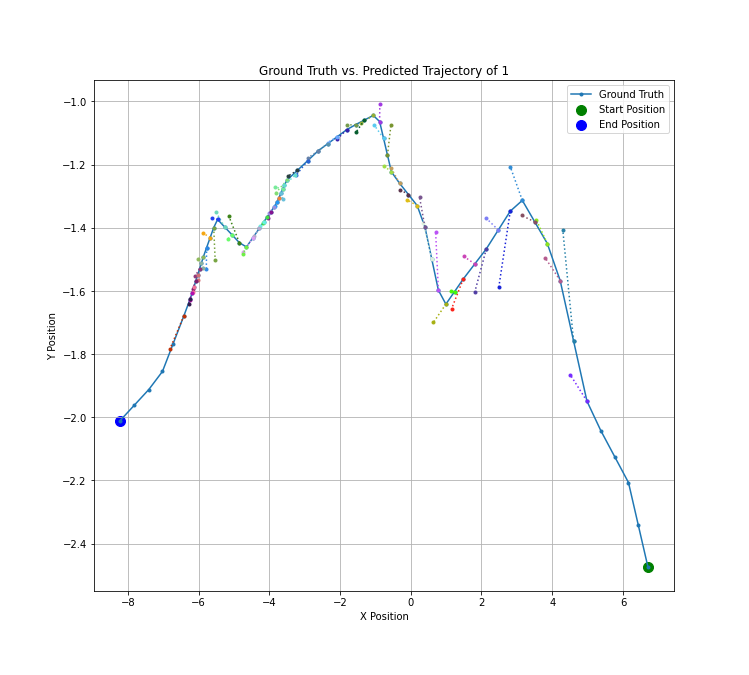 Ground Truth vs. Predicted Trajectory of 1
Ground Truth
Start Position
End Position
Y Position
−1.0
−1.2
−1.4
−1.6
−1.8
−2.0
−2.2
−2.4
−8 −6 −4 −2 0 2 4 6
X Position